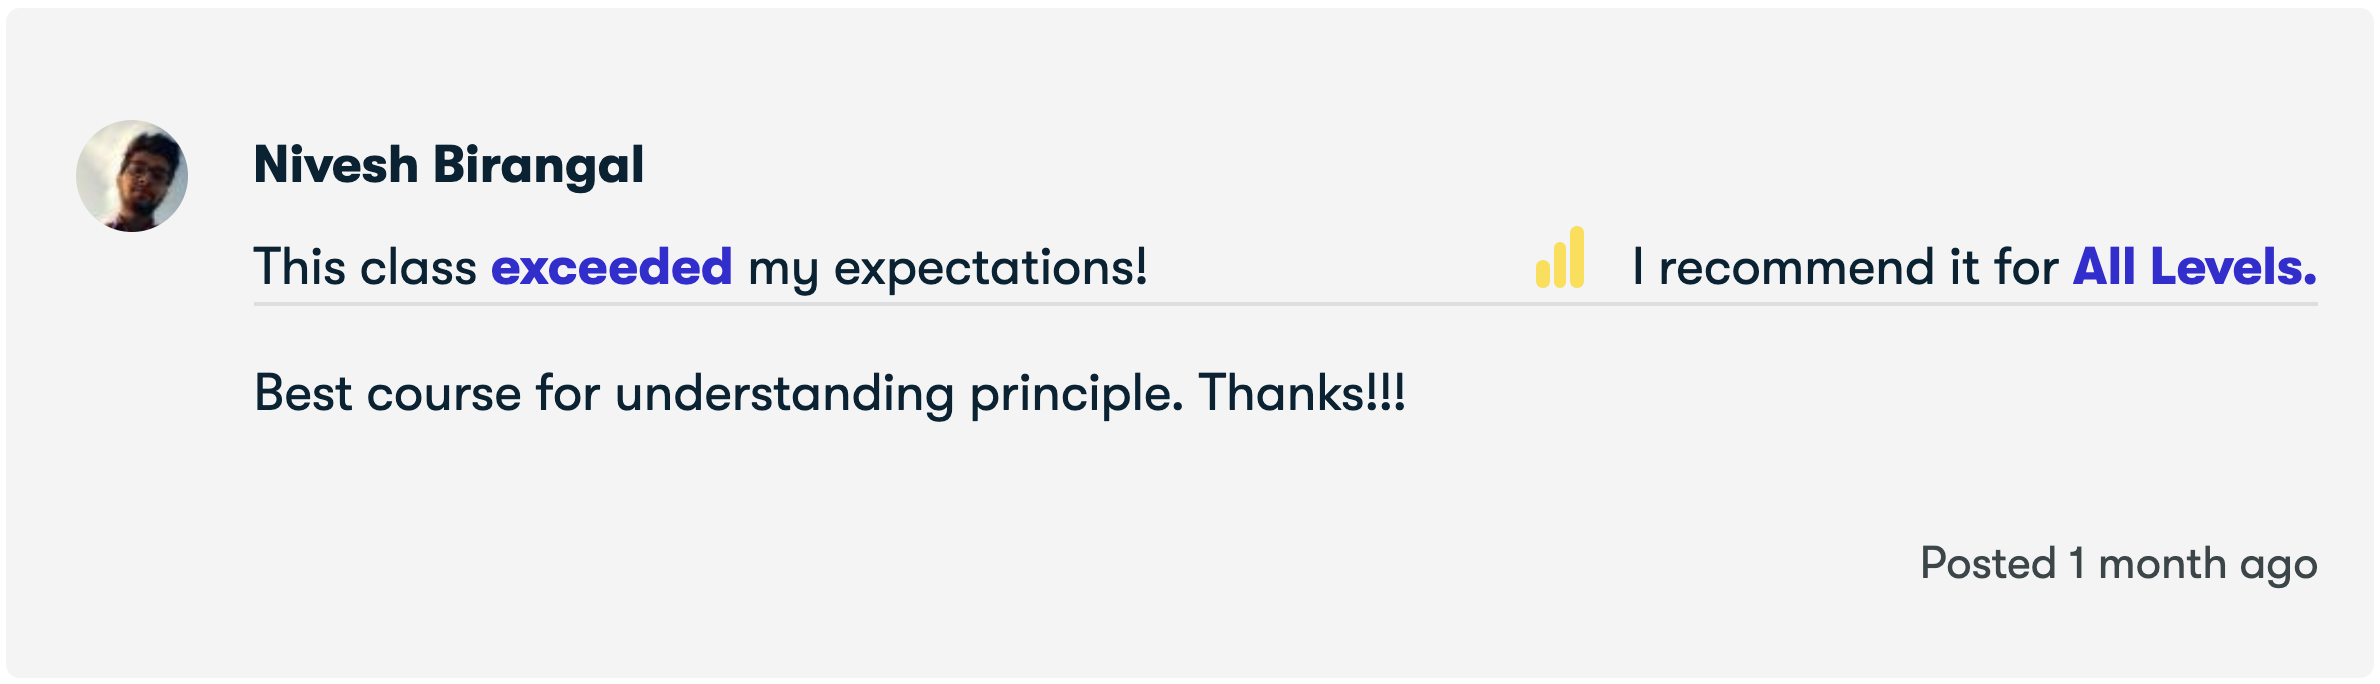 Nivesh Birangal
This class exceeded my expectations!
I recommend it for All Levels.
Best course for understanding principle. Thanks!!!
Posted 1 month ago